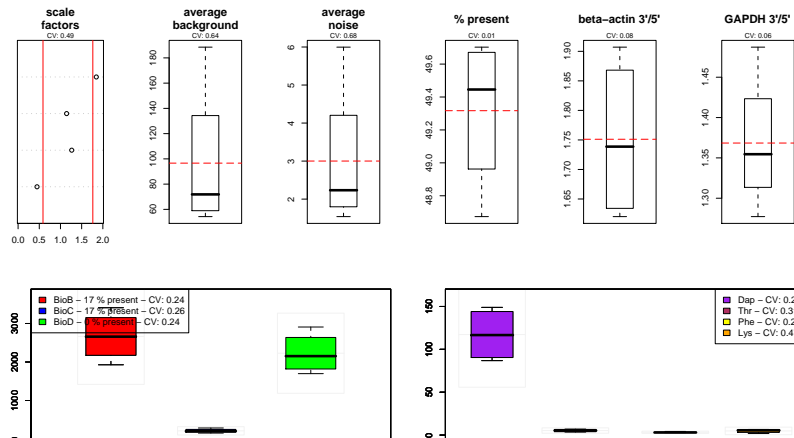 scale
factors
CV: 0.49
average
background
CV: 0.64
average
noise
CV: 0.68
% present
CV: 0.01
beta−actin 3'/5'
CV: 0.08
GAPDH 3'/5'
CV: 0.06
0.0 0.5 1.0 1.5 2.0
60 80 100 120 140 160 180
2 3 4 5 6
48.8 49.0 49.2 49.4 49.6
1.65 1.70 1.75 1.80 1.85 1.90
1.30 1.35 1.40 1.45
BioB − 17 % present − CV: 0.24
BioC − 17 % present − CV: 0.26
BioD − 0 % present − CV: 0.24
1000 2000 3000
Dap − CV: 0.2
Thr − CV: 0.3
Phe − CV: 0.2
Lys − CV: 0.4
0 50 100 150